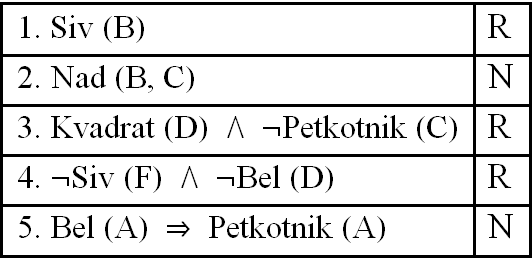 1. Siv (B) R
2. Nad (B, C) N
3. Kvadrat (D) ∧ ¬Petkotnik (C) R
4. ¬Siv (F) ∧ ¬Bel (D) R
5. Bel (A) ⇒ Petkotnik (A) N